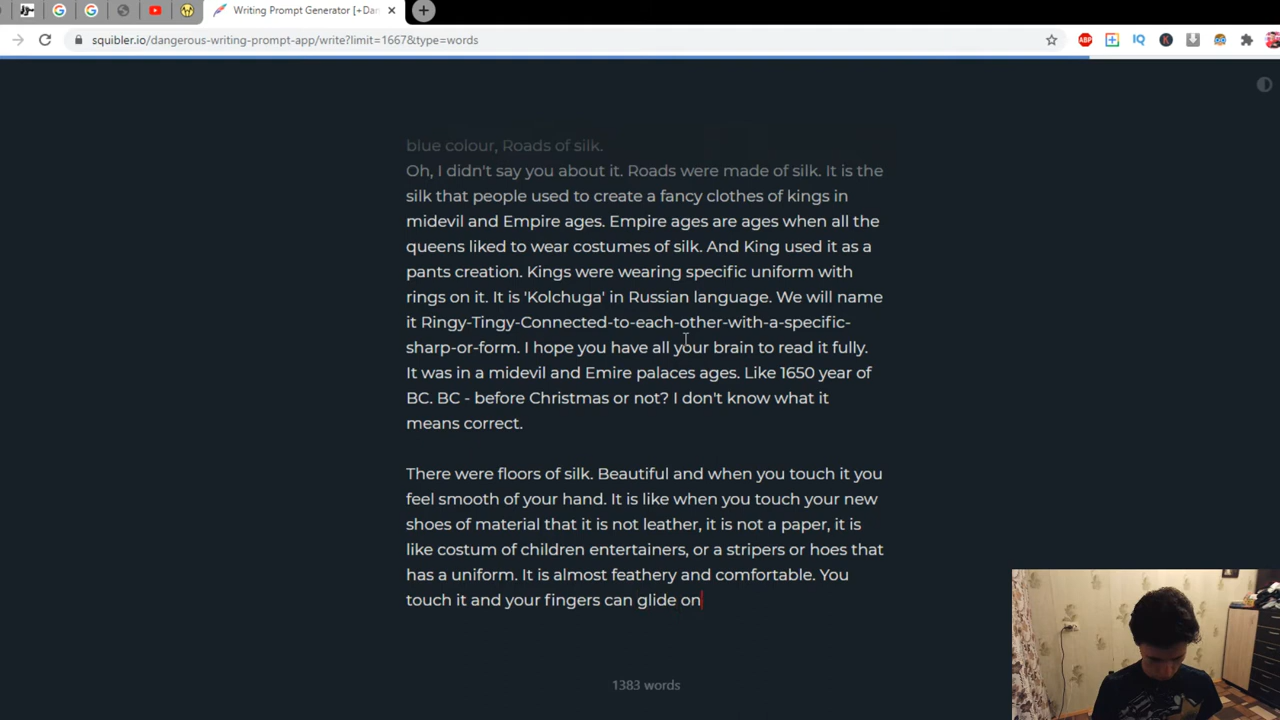 Writing Prompt Generator [+Dan
squibler.io/dangerous-writing-prompt-app/write?limit=1667&type=words
ABP
IQ
K
blue colour, Roads of silk.
Oh, I didn't say you about it. Roads were made of silk. It is the
silk that people used to create a fancy clothes of kings in
midevil and Empire ages. Empire ages are ages when all the
queens liked to wear costumes of silk. And King used it as a
pants creation. Kings were wearing specific uniform with
rings on it. It is 'Kolchuga' in Russian language. We will name
it Ringy-Tingy-Connected-to-each-other-with-a-specific-
sharp-or-form. I hope you have all your brain to read it fully.
It was in a midevil and Emire palaces ages. Like 1650 year of
BC. BC - before Christmas or not? I don't know what it
means correct.
There were floors of silk. Beautiful and when you touch it you
feel smooth of your hand. It is like when you touch your new
shoes of material that it is not leather, it is not a paper, it is
like costum of children entertainers, or a stripers or hoes that
has a uniform. It is almost feathery and comfortable. You
touch it and your fingers can glide on
1383 words